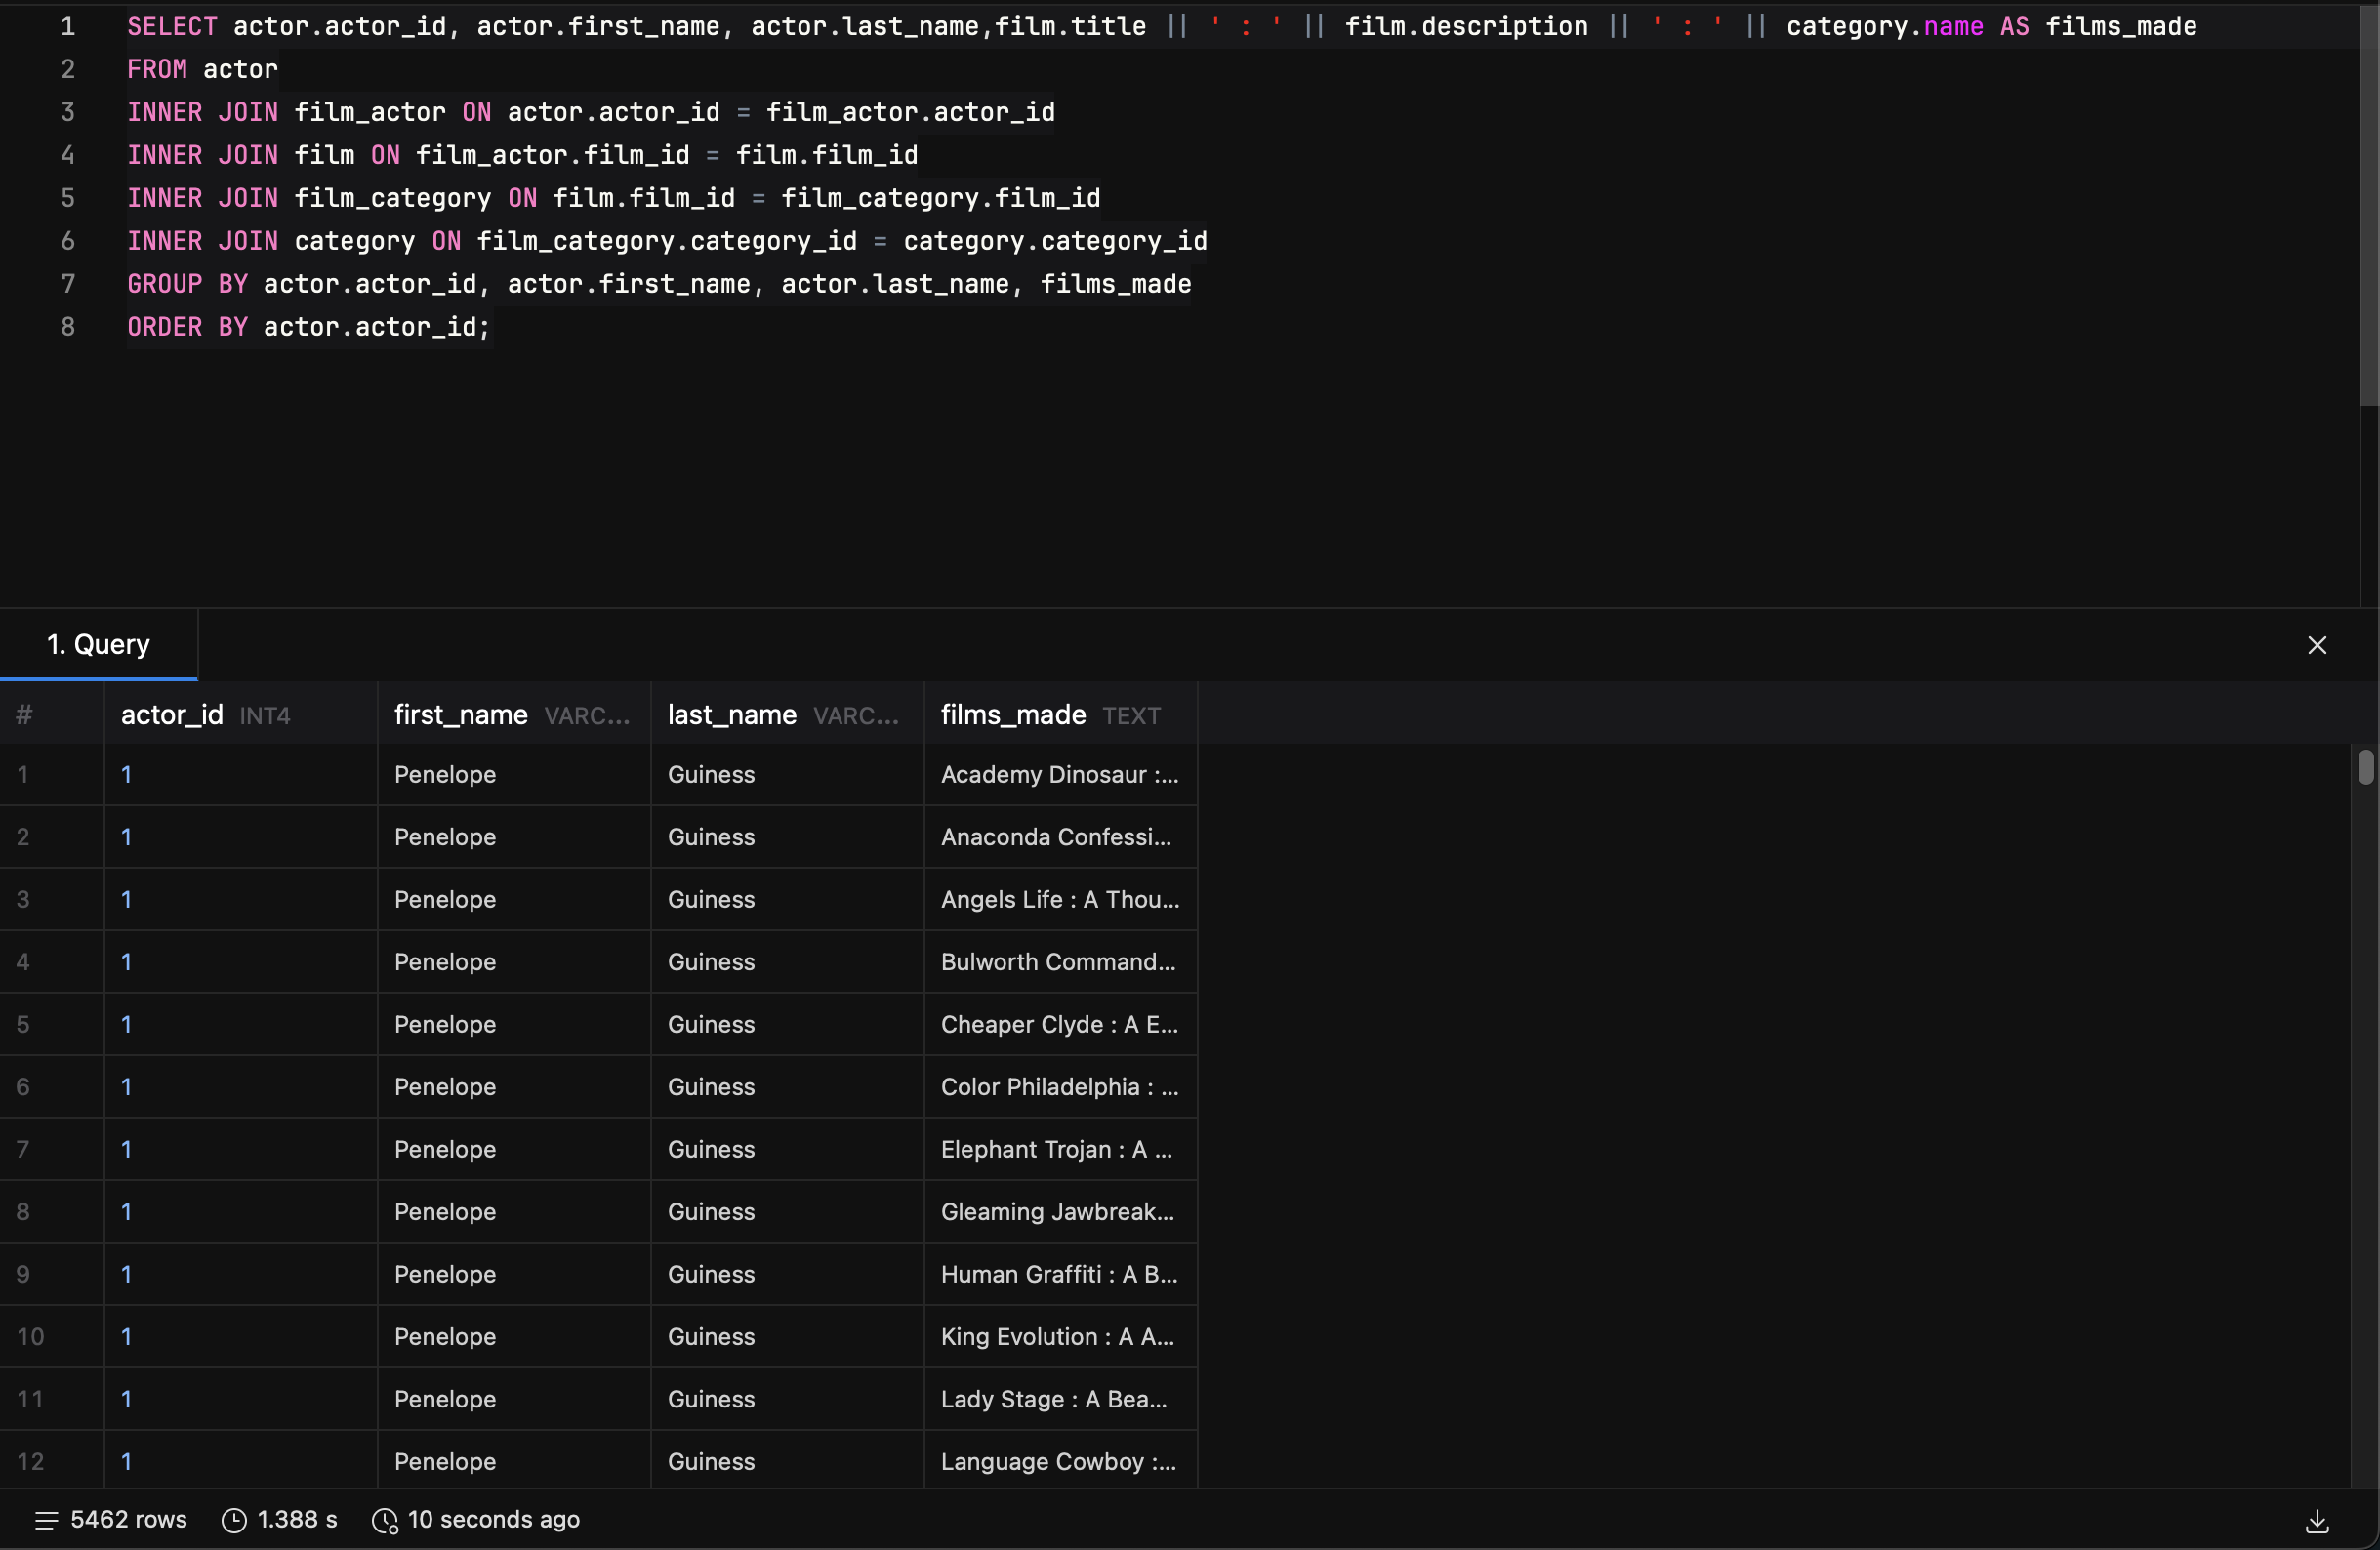 1 SELECT actor.actor_id, actor.first_name, actor.last_name,film.title || ' : ' || film.description || ' : ' || category.name AS films_made
2 FROM actor
3 INNER JOIN film_actor ON actor.actor_id = film_actor.actor_id
4 INNER JOIN film ON film_actor.film_id = film.film_id
5 INNER JOIN film_category ON film.film_id = film_category.film_id
6 INNER JOIN category ON film_category.category_id = category.category_id
7 GROUP BY actor.actor_id, actor.first_name, actor.last_name, films_made
8 ORDER BY actor.actor_id;
1. Query
# actor_id INT4 first_name VARC... last_name VARC... films_made TEXT
1 1 Penelope Guiness Academy Dinosaur :...
2 1 Penelope Guiness Anaconda Confessi...
3 1 Penelope Guiness Angels Life : A Thou...
4 1 Penelope Guiness Bulworth Command...
5 1 Penelope Guiness Cheaper Clyde : A E...
6 1 Penelope Guiness Color Philadelphia : ...
7 1 Penelope Guiness Elephant Trojan : A ...
8 1 Penelope Guiness Gleaming Jawbreak...
9 1 Penelope Guiness Human Graffiti : A B...
10 1 Penelope Guiness King Evolution : A A...
11 1 Penelope Guiness Lady Stage : A Bea...
12 1 Penelope Guiness Language Cowboy :...
5462 rows 1.388 s 10 seconds ago